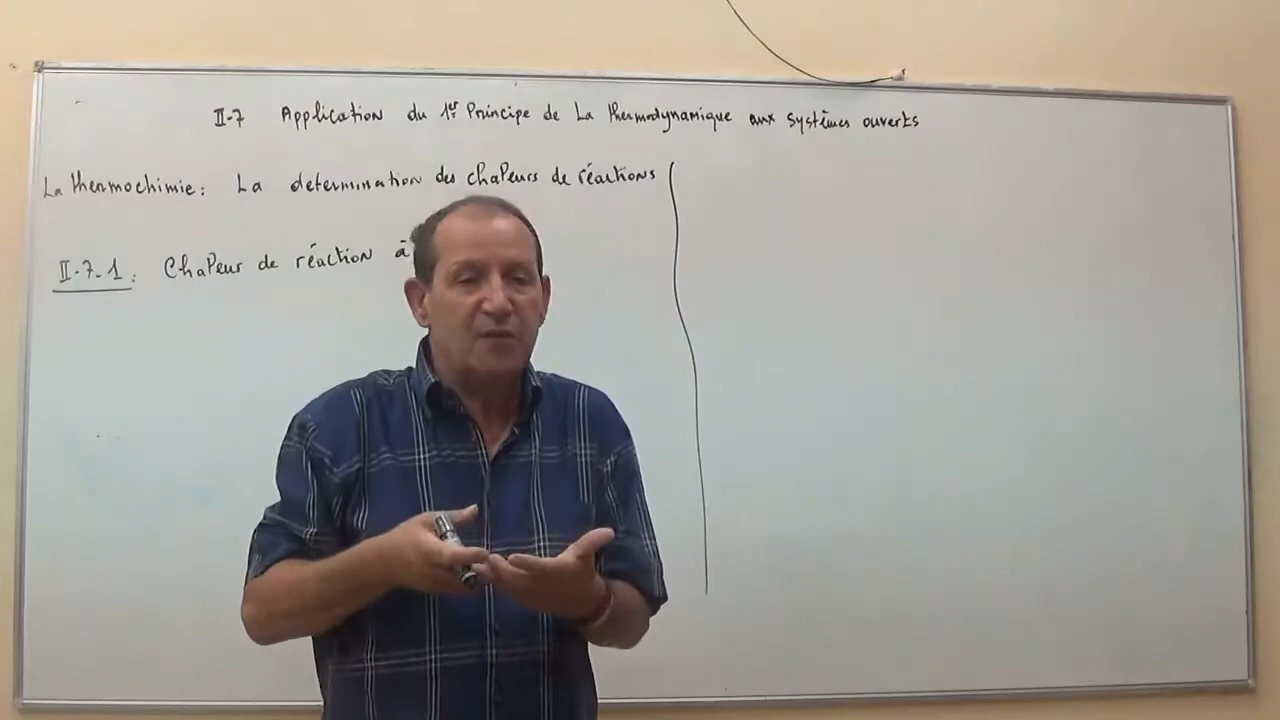 II-7 Application du 1er Principe de La thermodynamique aux systèmes ouverts
La thermochimie: La determination des chaleurs de réactions
II-7-1: Chaleur de réaction à